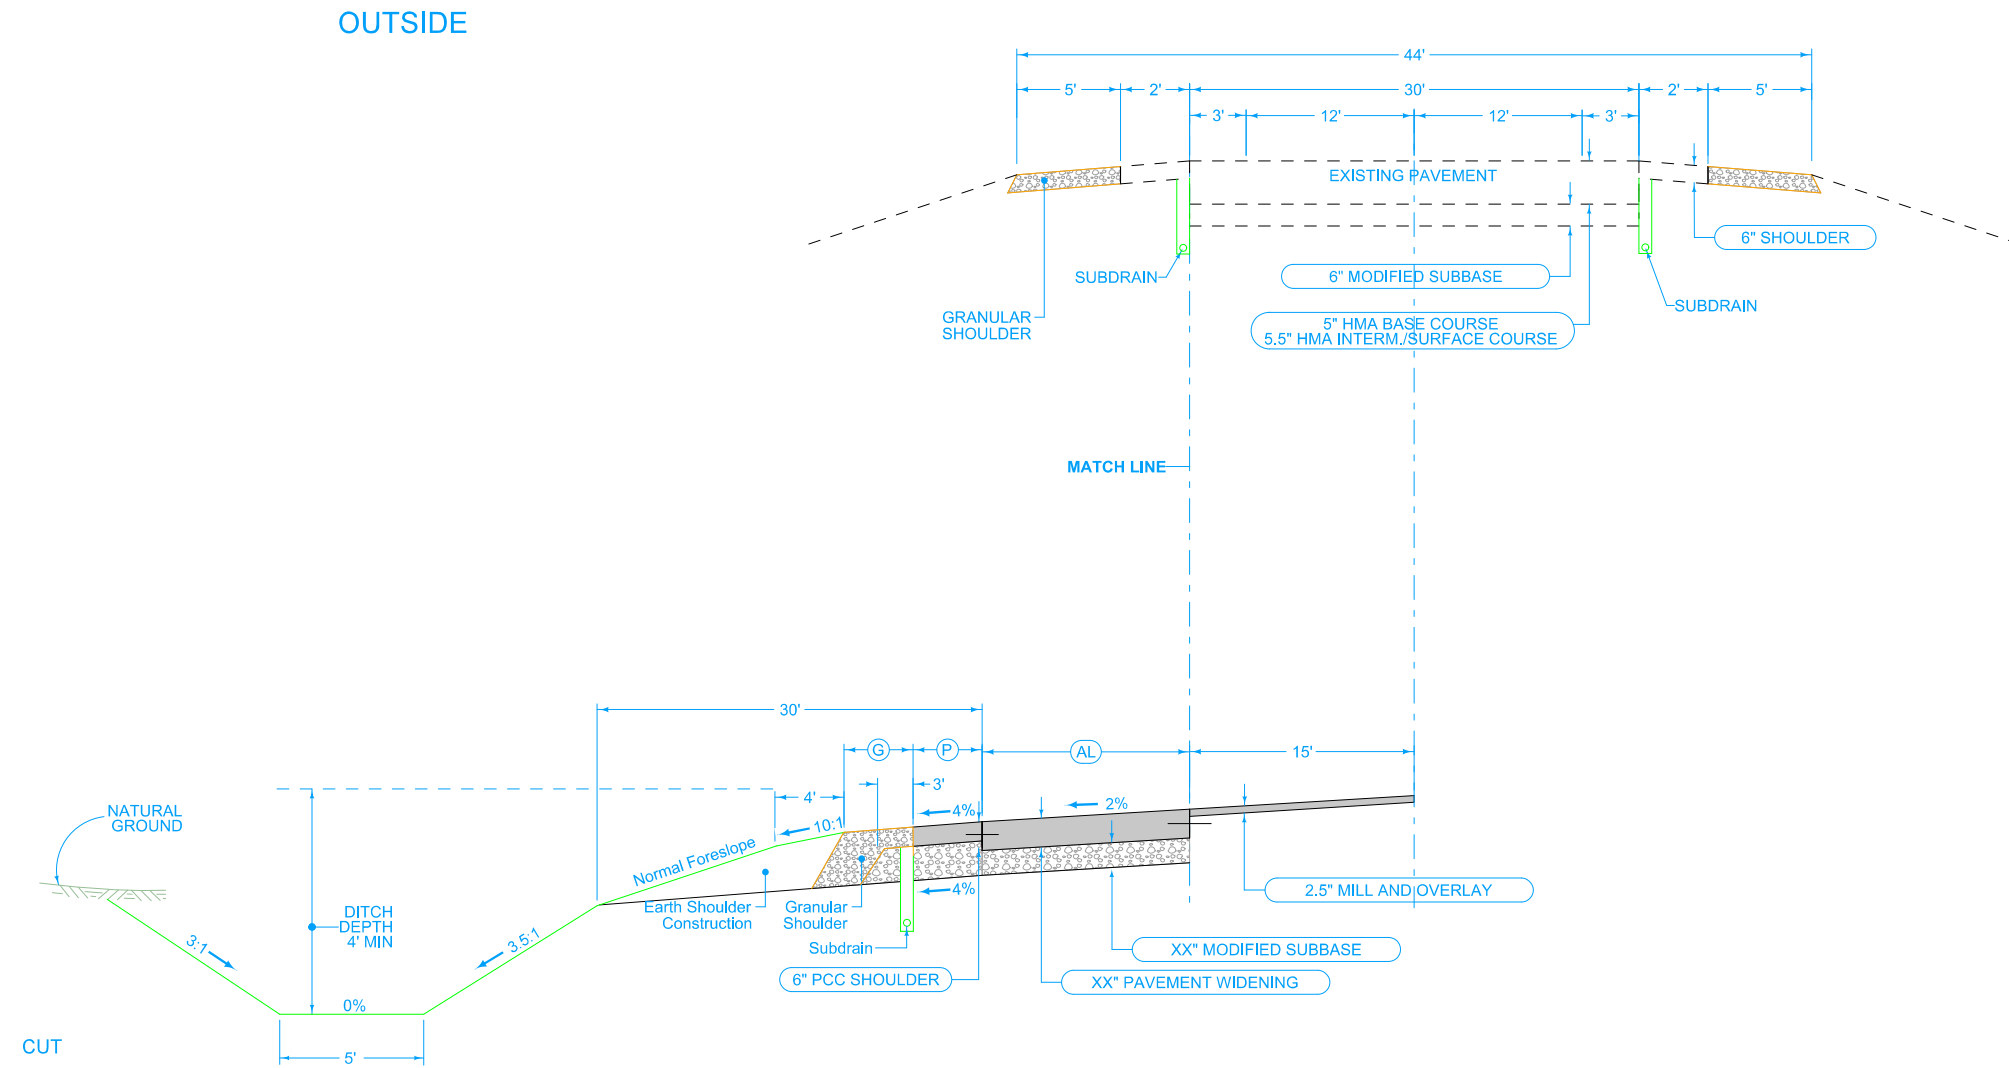 OUTSIDE
44'
5'
2'
30'
2'
5'
3'
12'
12'
3'
EXISTING PAVEMENT
6" SHOULDER
SUBDRAIN
6" MODIFIED SUBBASE
SUBDRAIN
GRANULAR
SHOULDER
5" HMA BASE COURSE
5.5" HMA INTERM./SURFACE COURSE
MATCH LINE
30'
G
P
AL
15'
4'
3'
4%
2%
10:1
NATURAL
GROUND
Normal Foreslope
4%
2.5" MILL AND OVERLAY
Earth Shoulder
Construction
Granular
Shoulder
DITCH
DEPTH
4' MIN
3:1
3.5:1
Subdrain
XX" MODIFIED SUBBASE
6" PCC SHOULDER
XX" PAVEMENT WIDENING
0%
CUT
5'